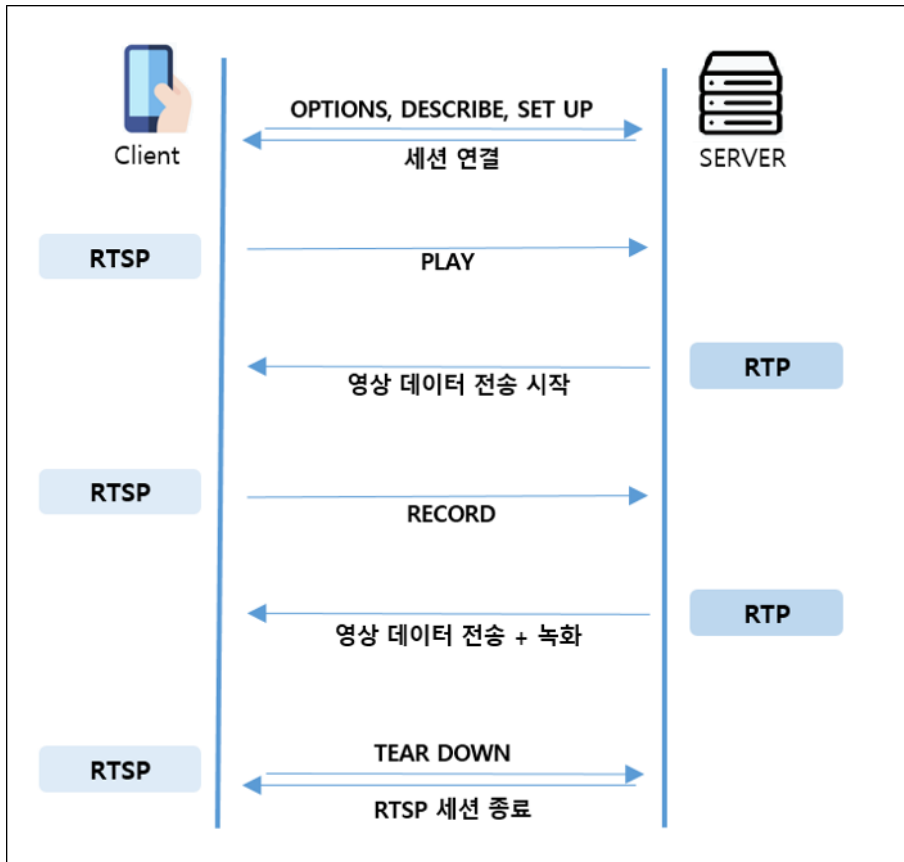 OPTIONS, DESCRIBE, SET UP
Client
세션 연결
SERVER
RTSP
PLAY
영상 데이터 전송 시작
RTP
RTSP
RECORD
영상 데이터 전송 + 녹화
RTP
TEAR DOWN
RTSP
RTSP 세션 종료